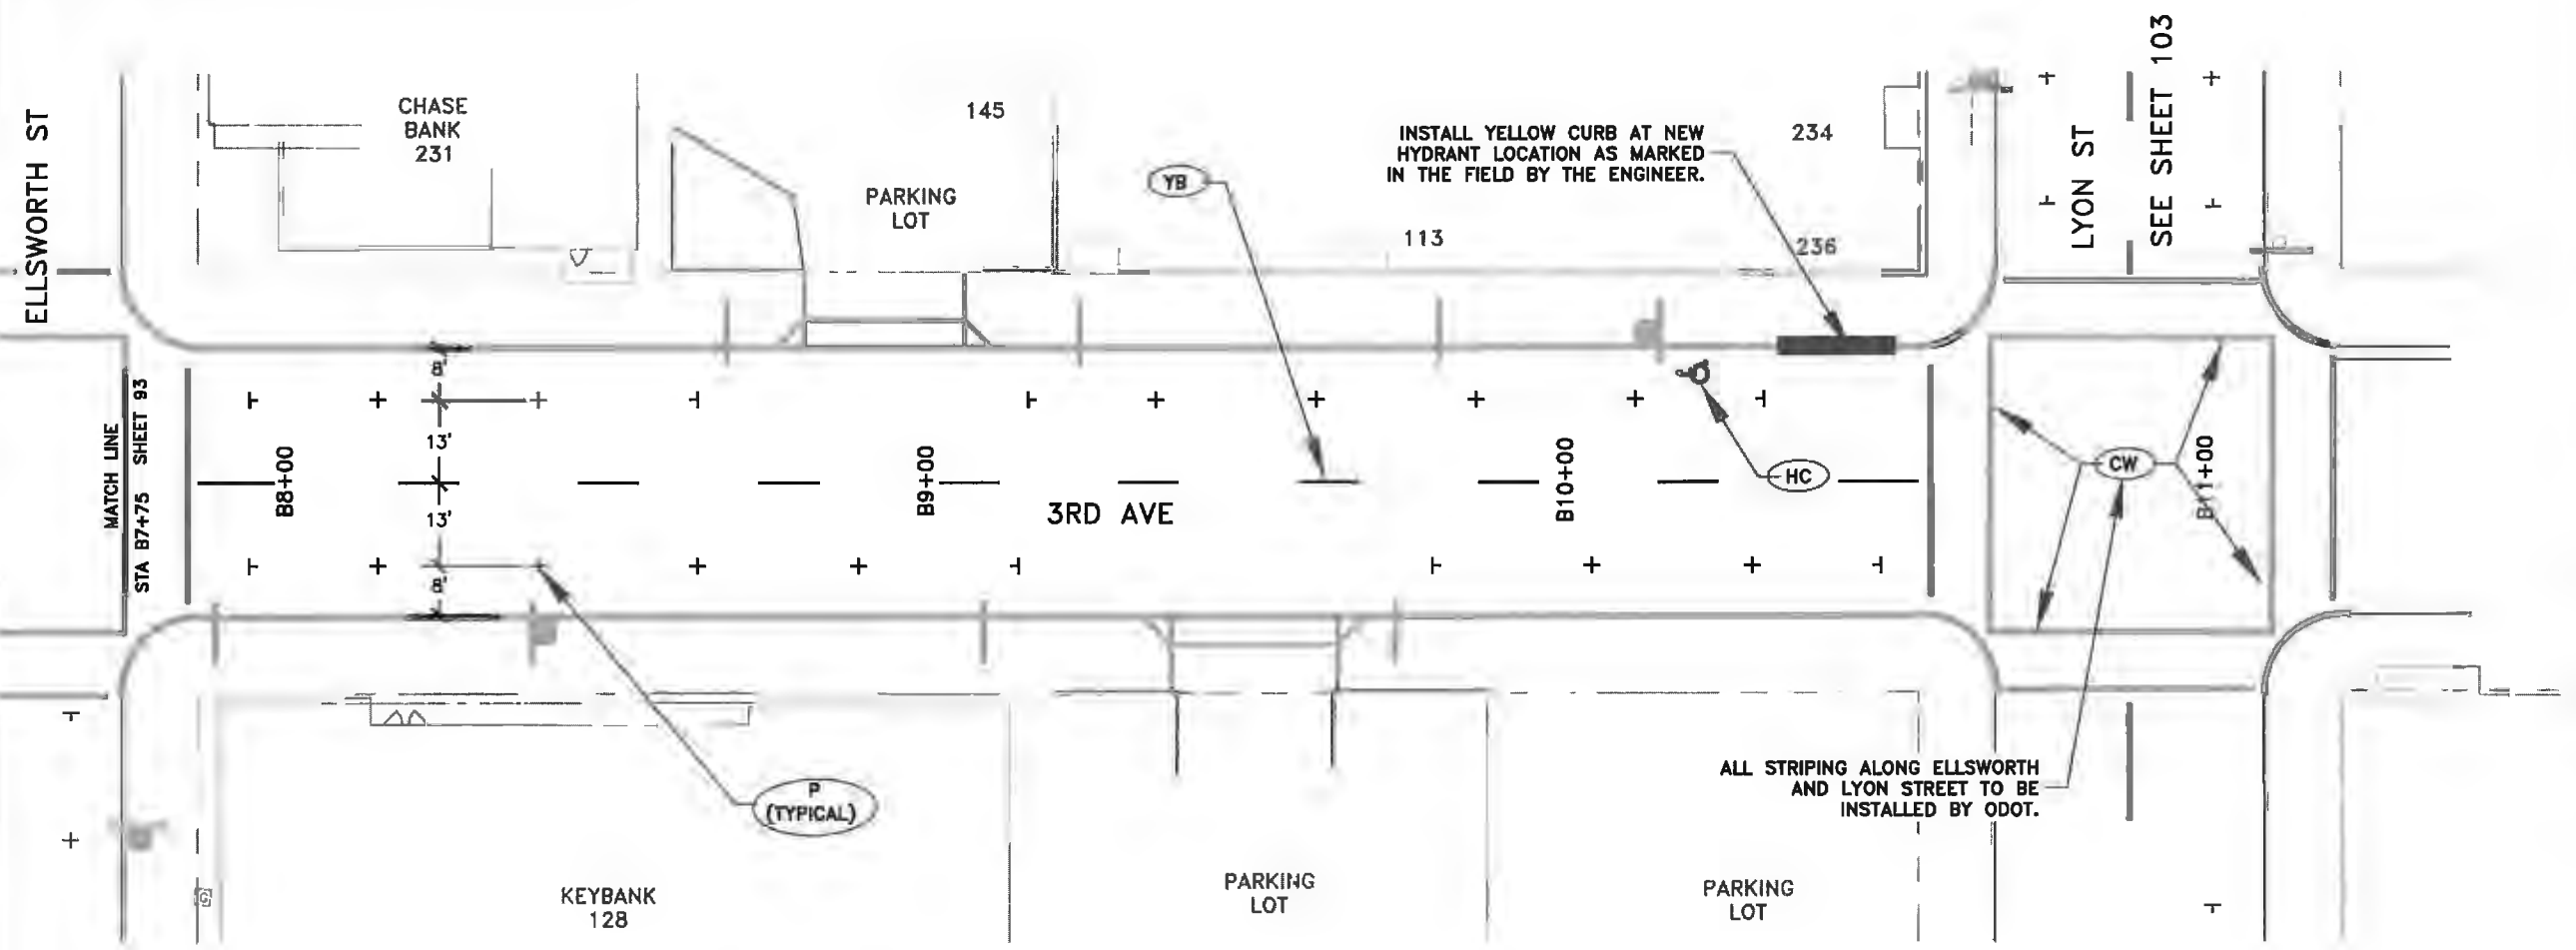 ELLSWORTH ST
CHASE
BANK
231
145
PARKING
LOT
YB
INSTALL YELLOW CURB AT NEW
HYDRANT LOCATION AS MARKED
IN THE FIELD BY THE ENGINEER.
234
113
236
LYON ST
SEE SHEET 103
MATCH LINE
STA B7+75 SHEET 93
8'
13'
13'
8'
B8+00
B9+00
3RD AVE
B10+00
HC
CW
B11+00
P
(TYPICAL)
ALL STRIPING ALONG ELLSWORTH
AND LYON STREET TO BE
INSTALLED BY ODOT.
KEYBANK
128
PARKING
LOT
PARKING
LOT